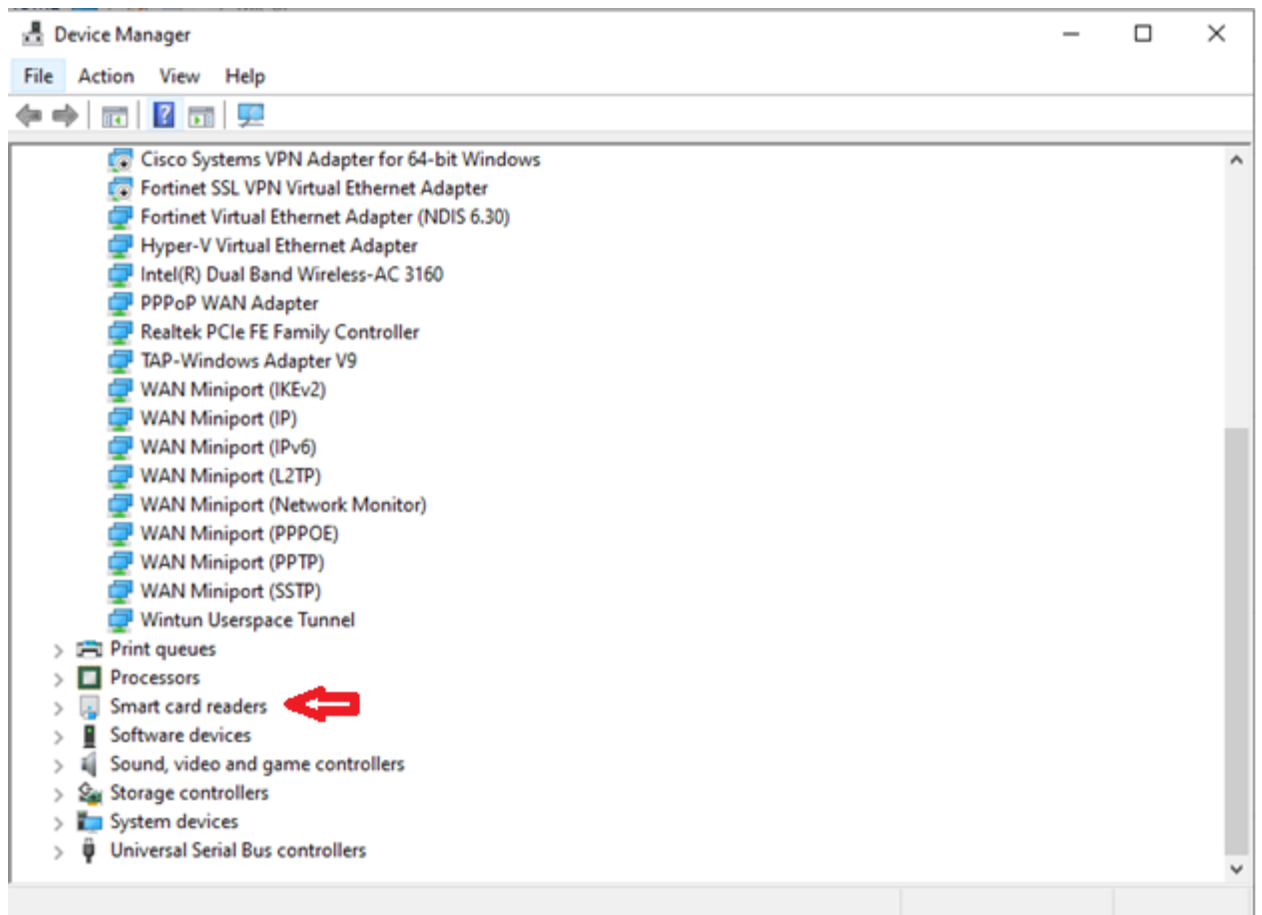 Device Manager
File Action View Help
Cisco Systems VPN Adapter for 64-bit Windows
Fortinet SSL VPN Virtual Ethernet Adapter
Fortinet Virtual Ethernet Adapter (NDIS 6.30)
Hyper-V Virtual Ethernet Adapter
Intel(R) Dual Band Wireless-AC 3160
PPPoP WAN Adapter
Realtek PCIe FE Family Controller
TAP-Windows Adapter V9
WAN Miniport (IKEv2)
WAN Miniport (IP)
WAN Miniport (IPv6)
WAN Miniport (L2TP)
WAN Miniport (Network Monitor)
WAN Miniport (PPPOE)
WAN Miniport (PPTP)
WAN Miniport (SSTP)
Wintun Userspace Tunnel
Print queues
Processors
Smart card readers
Software devices
Sound, video and game controllers
Storage controllers
System devices
Universal Serial Bus controllers